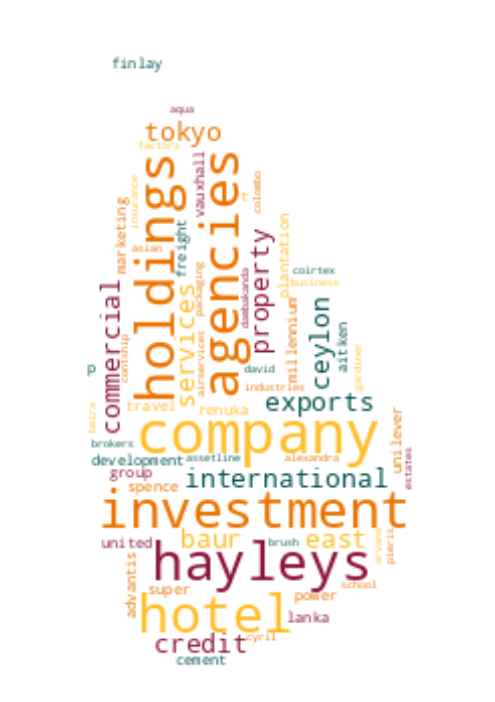 finlay
aqua
tokyo
factors
holdings
agencies
vauxhall
insurance
marketing
asian
freight
services
packaging
airservices
colombo
rf
plantation
property
dambakanda
coirtex
business
millennium
ceylon
aitken
gardiner
commercial
contship
david
industries
beira
travel
renuka
exports
company
brokers
development
assetline
alexandra
unilever
estates
group
spence
international
investment
united
baur
brush
east
arvana
pieris
hayleys
advantis
super
school
power
hotel
lanka
credit
cyril
cement